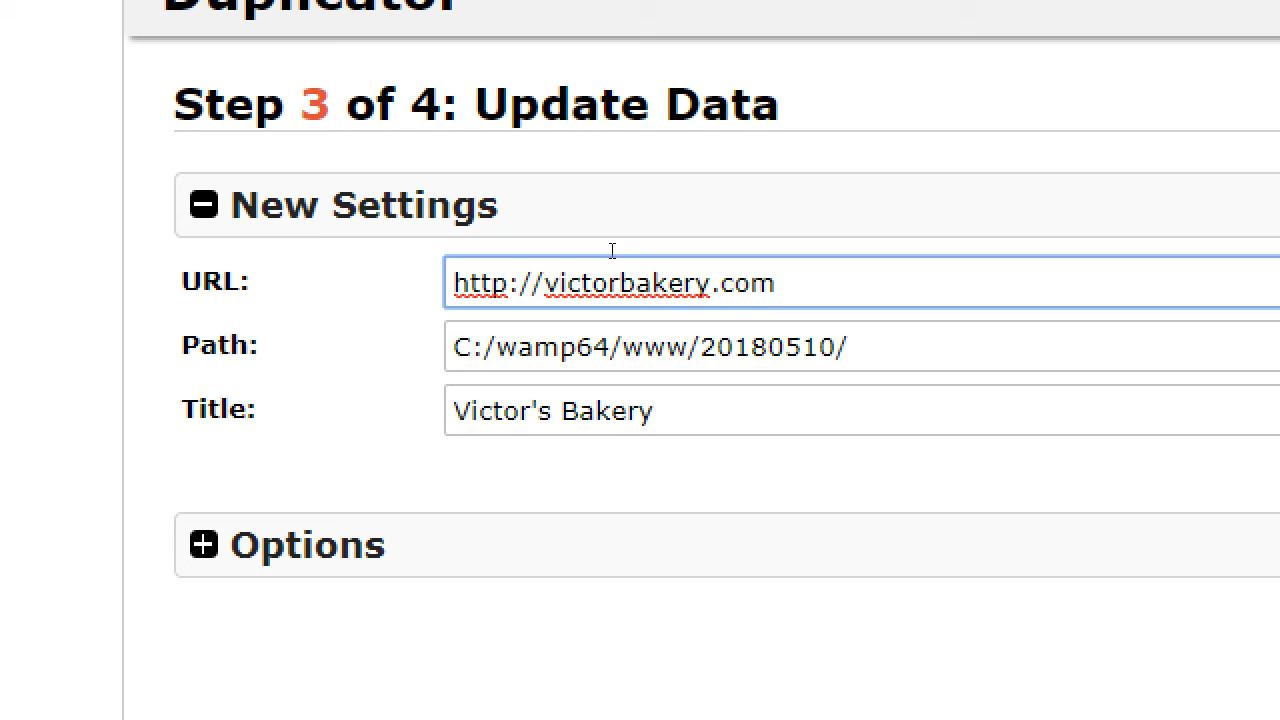 Duplicator
Step 3 of 4: Update Data
New Settings
URL: http://victorbakery.com
Path: C:/wamp64/www/20180510/
Title: Victor's Bakery
Options